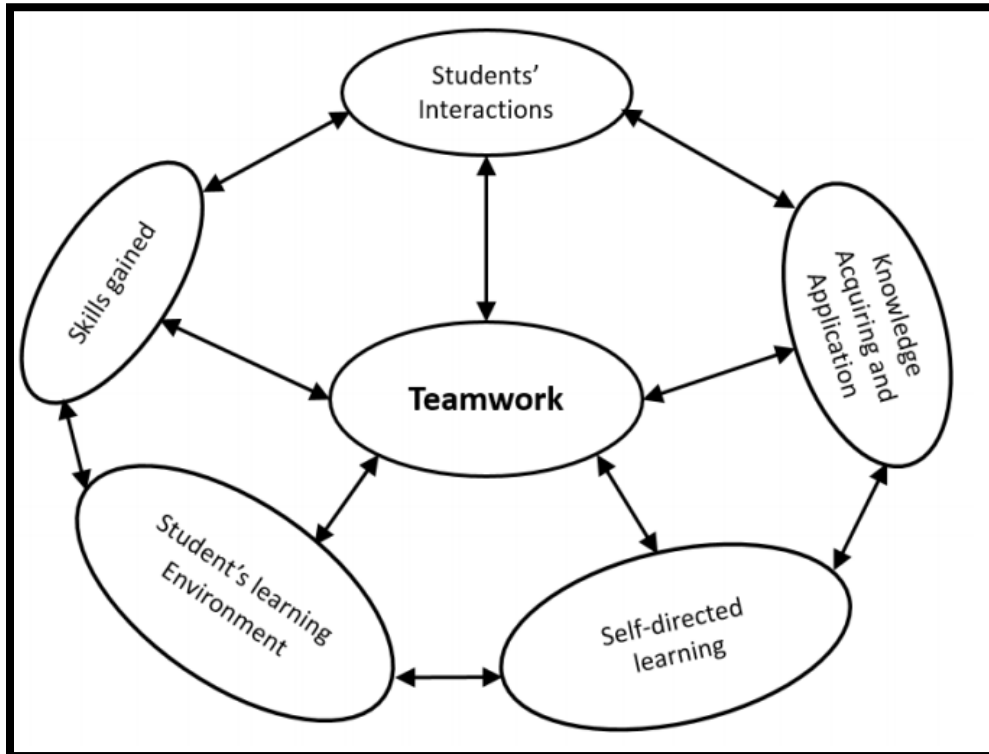 Students’
Interactions
Skills gained
Knowledge
Acquiring and
Application
Teamwork
Student’s learning
Environment
Self-directed
learning